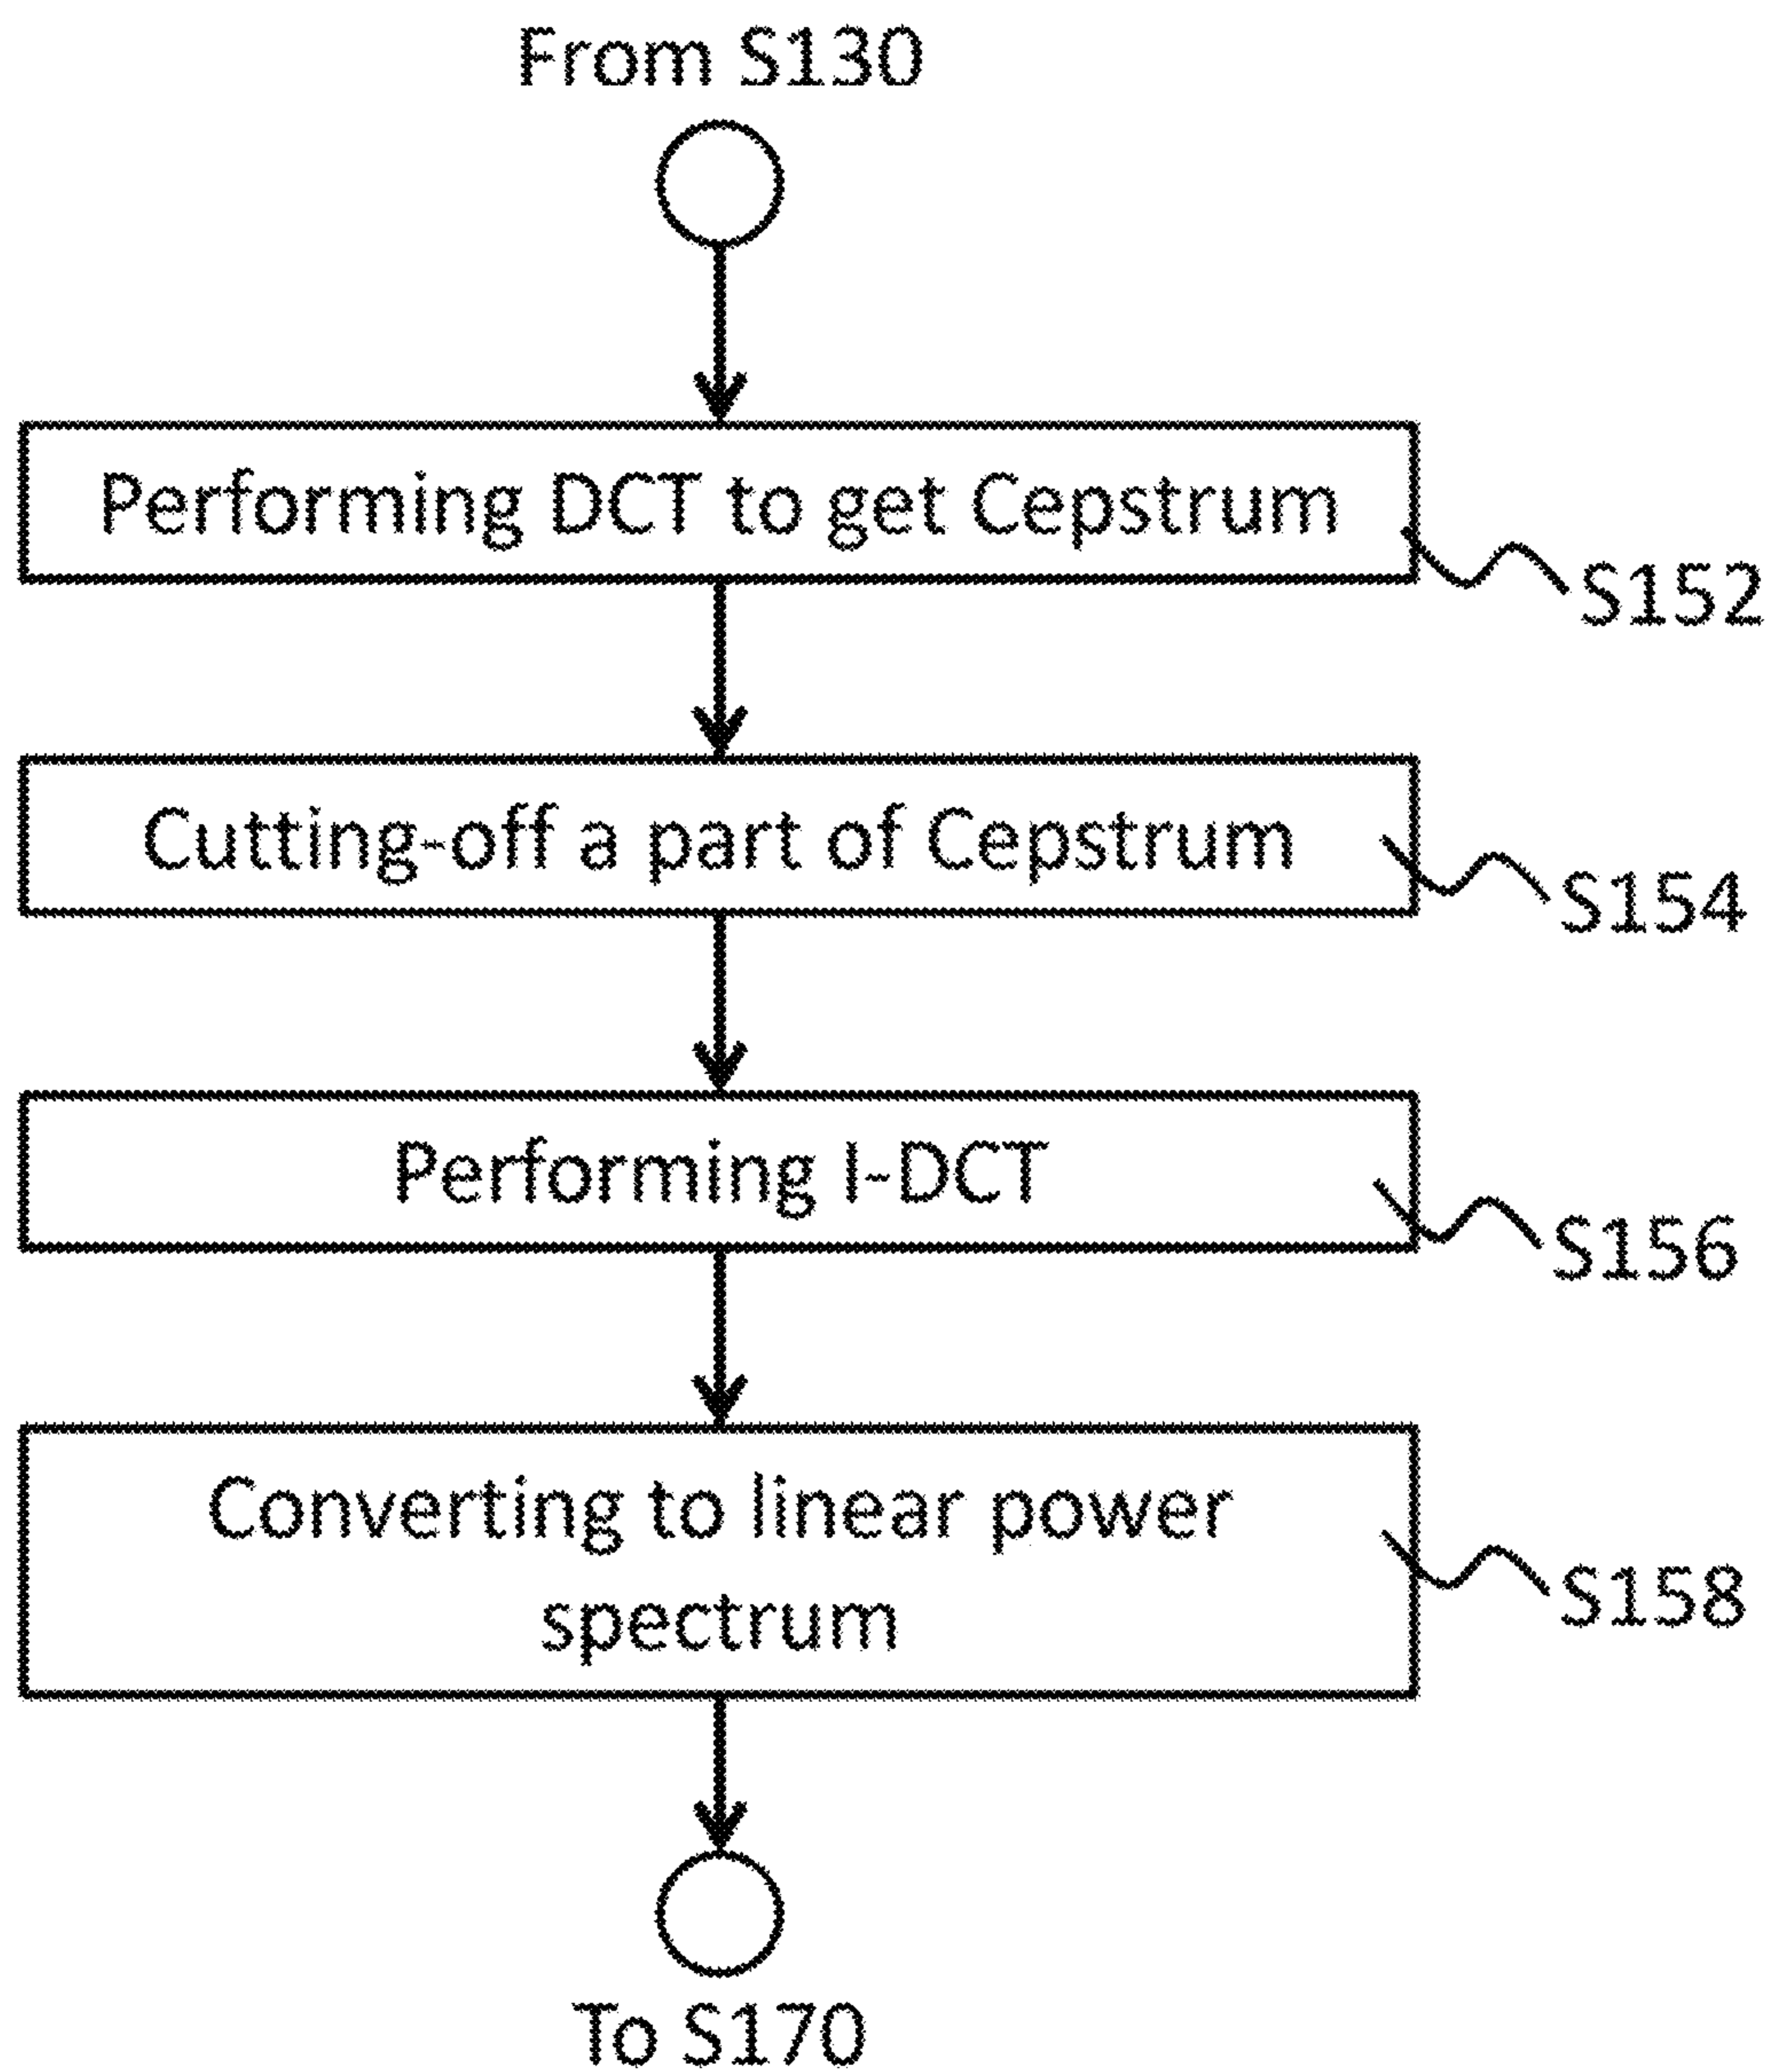 From S130
Performing DCT to get Cepstrum
S152
Cutting-off a part of Cepstrum
S154
Performing I-DCT
S156
Converting to linear power
spectrum
S158
To S170